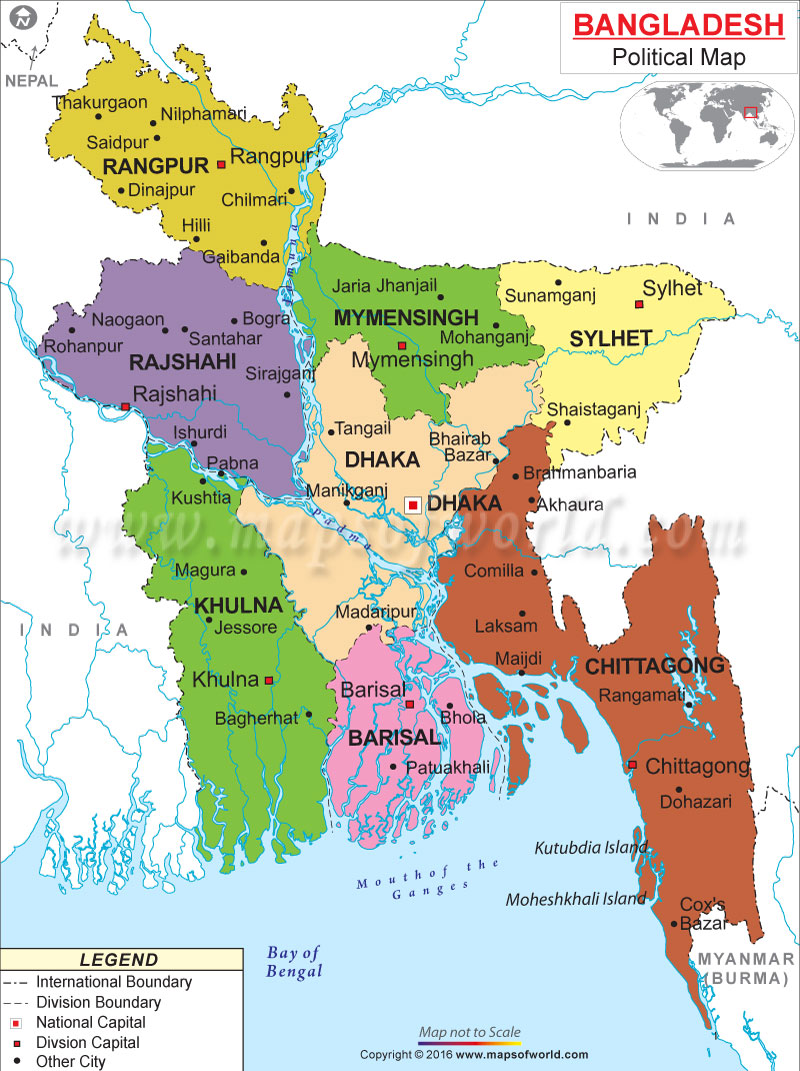 BANGLADESH
Political Map
N
NEPAL
Thakurgaon
Nilphamari
Saidpur
RANGPUR
Rangpur
Dinajpur
Chilmari
Hilli
Gaibanda
INDIA
Jaria Jhanjail
Sunamganj
Sylhet
MYMENSINGH
Mohanganj
SYLHET
Mymensingh
Naogaon
Bogra
Rohanpur
Santahar
RAJSHAHI
Sirajganj
Rajshahi
Shaistaganj
Ishurdi
Tangail
Bhairab
Bazar
Pabna
DHAKA
Brahmanbaria
Kushtia
Manikganj
DHAKA
Akhaura
Padma
www.mapsofworld.com
Magura
Comilla
KHULNA
Madaripur
INDIA
Jessore
Laksam
Maijdi
CHITTAGONG
Khulna
Barisal
Rangamati
Bagherhat
Bhola
BARISAL
Patuakhali
Chittagong
Dohazari
Kutubdia Island
Mouth of the
Ganges
Moheshkhali Island
Cox's
Bazar
Bay of
Bengal
MYANMAR
(BURMA)
LEGEND
International Boundary
Division Boundary
National Capital
Divsion Capital
Other City
Map not to Scale
Copyright © 2016 www.mapsofworld.com